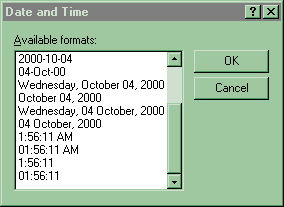 Date and Time
Available formats:
2000-10-04
04-Oct-00
Wednesday, October 04, 2000
October 04, 2000
Wednesday, 04 October, 2000
04 October, 2000
1:56:11 AM
01:56:11 AM
1:56:11
01:56:11
OK
Cancel